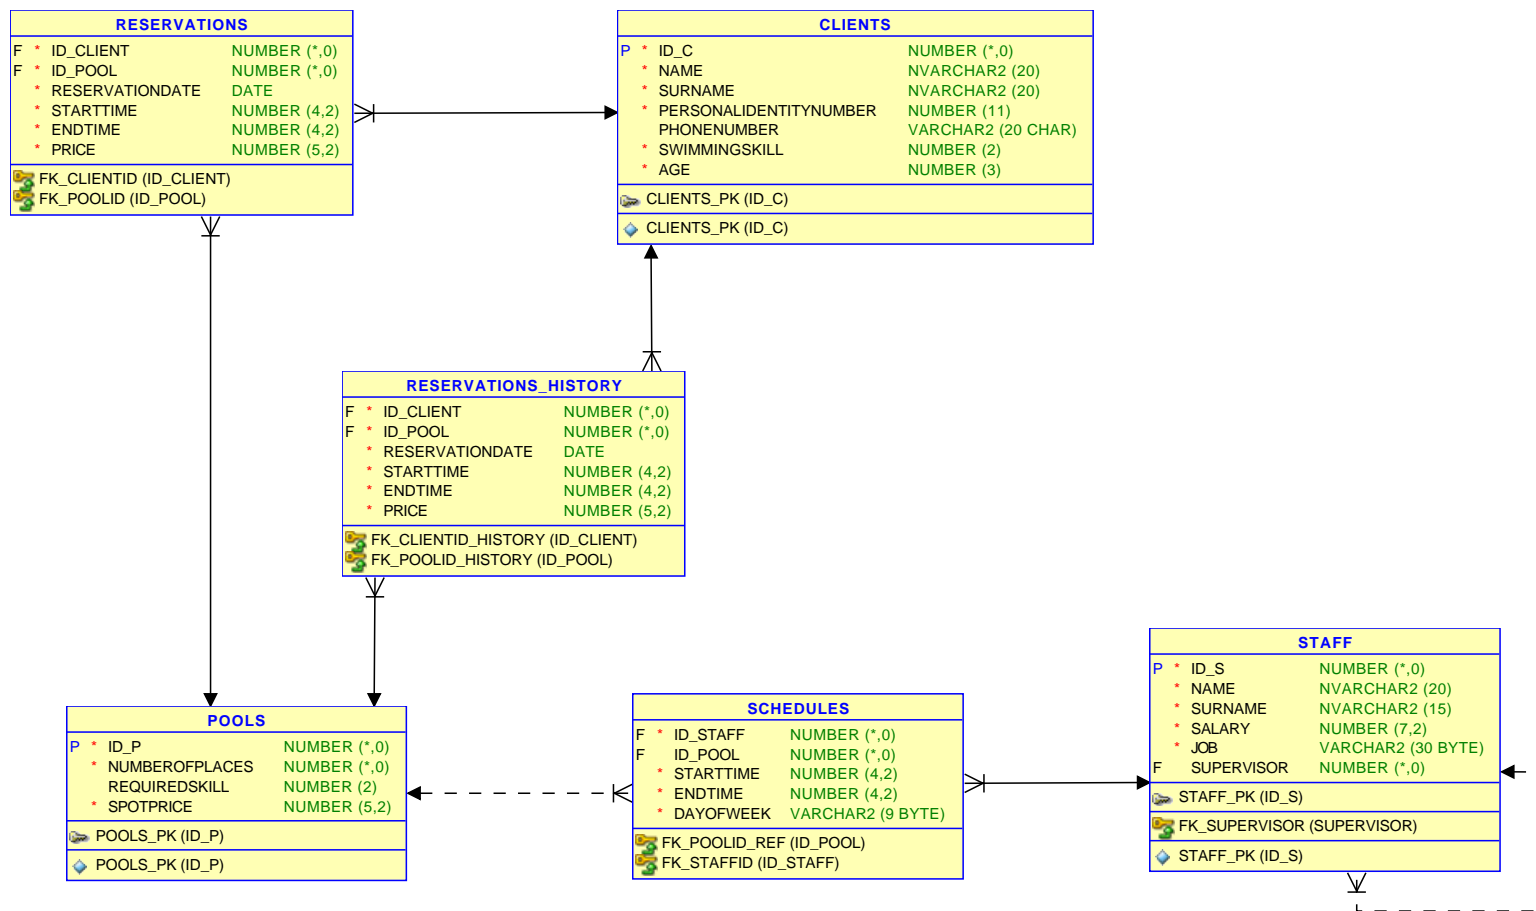 RESERVATIONS
F * ID_CLIENT NUMBER (*,0)
F * ID_POOL NUMBER (*,0)
* RESERVATIONDATE DATE
* STARTTIME NUMBER (4,2)
* ENDTIME NUMBER (4,2)
* PRICE NUMBER (5,2)
FK_CLIENTID (ID_CLIENT)
FK_POOLID (ID_POOL)
CLIENTS
P * ID_C NUMBER (*,0)
* NAME NVARCHAR2 (20)
* SURNAME NVARCHAR2 (20)
* PERSONALIDENTITYNUMBER NUMBER (11)
PHONENUMBER VARCHAR2 (20 CHAR)
* SWIMMINGSKILL NUMBER (2)
* AGE NUMBER (3)
CLIENTS_PK (ID_C)
CLIENTS_PK (ID_C)
RESERVATIONS_HISTORY
F * ID_CLIENT NUMBER (*,0)
F * ID_POOL NUMBER (*,0)
* RESERVATIONDATE DATE
* STARTTIME NUMBER (4,2)
* ENDTIME NUMBER (4,2)
* PRICE NUMBER (5,2)
FK_CLIENTID_HISTORY (ID_CLIENT)
FK_POOLID_HISTORY (ID_POOL)
POOLS
P * ID_P NUMBER (*,0)
* NUMBEROFPLACES NUMBER (*,0)
REQUIREDSKILL NUMBER (2)
* SPOTPRICE NUMBER (5,2)
POOLS_PK (ID_P)
POOLS_PK (ID_P)
SCHEDULES
F * ID_STAFF NUMBER (*,0)
F ID_POOL NUMBER (*,0)
* STARTTIME NUMBER (4,2)
* ENDTIME NUMBER (4,2)
* DAYOFWEEK VARCHAR2 (9 BYTE)
FK_POOLID_REF (ID_POOL)
FK_STAFFID (ID_STAFF)
STAFF
P * ID_S NUMBER (*,0)
* NAME NVARCHAR2 (20)
* SURNAME NVARCHAR2 (15)
* SALARY NUMBER (7,2)
* JOB VARCHAR2 (30 BYTE)
F SUPERVISOR NUMBER (*,0)
STAFF_PK (ID_S)
FK_SUPERVISOR (SUPERVISOR)
STAFF_PK (ID_S)